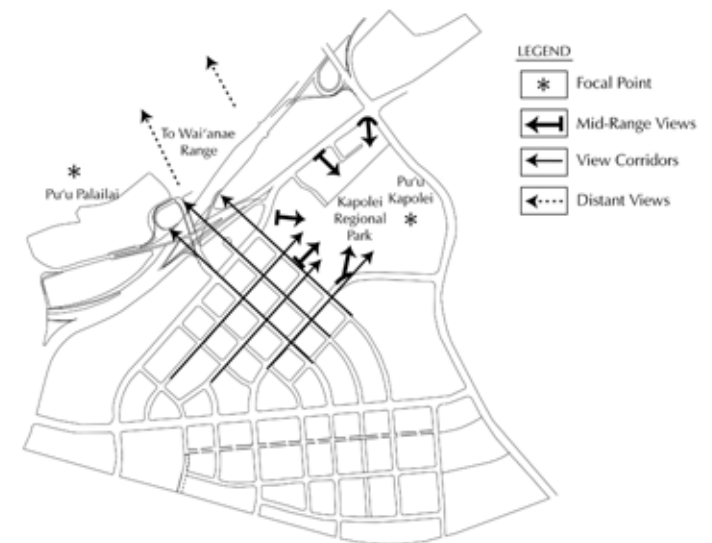 LEGEND
Focal Point
Mid-Range Views
View Corridors
Distant Views
To Wai'anae
Range
Pu'u Palailai
Pu'u
Kapolei
Kapolei
Regional
Park